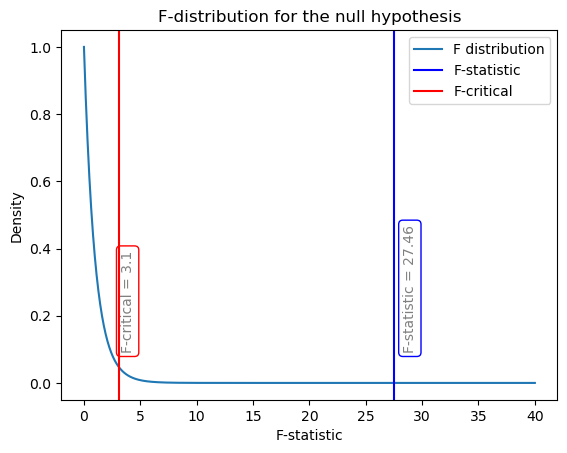 F-distribution for the null hypothesis
F distribution
F-statistic
F-critical
Density
1.0
0.8
0.6
0.4
0.2
0.0
F-critical = 3.1
F-statistic = 27.46
0 5 10 15 20 25 30 35 40
F-statistic